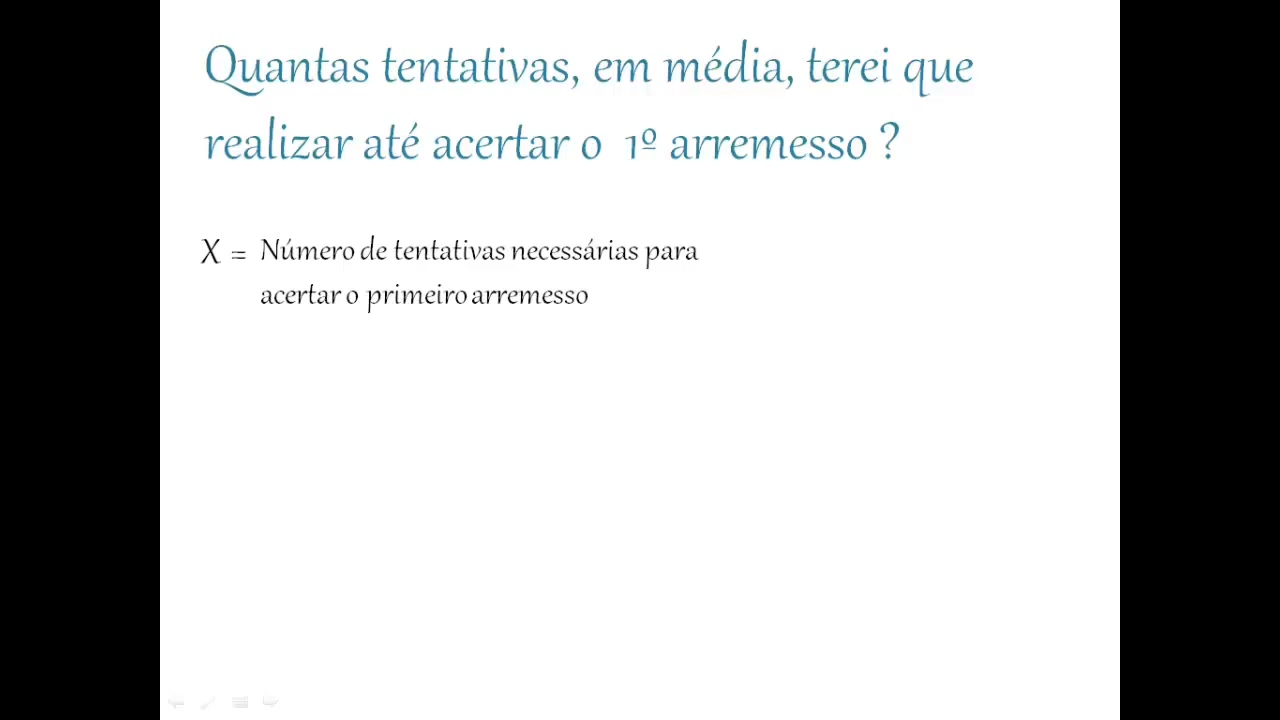 Quantas tentativas, em média, terei que
realizar até acertar o 1º arremesso ?
X = Número de tentativas necessárias para
acertar o primeiro arremesso